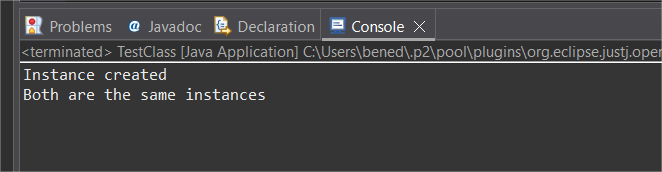 Problems @ Javadoc Declaration Console
<terminated> TestClass [Java Application] C:\Users\bened\.p2\pool\plugins\org.eclipse.justj.oper
Instance created
Both are the same instances